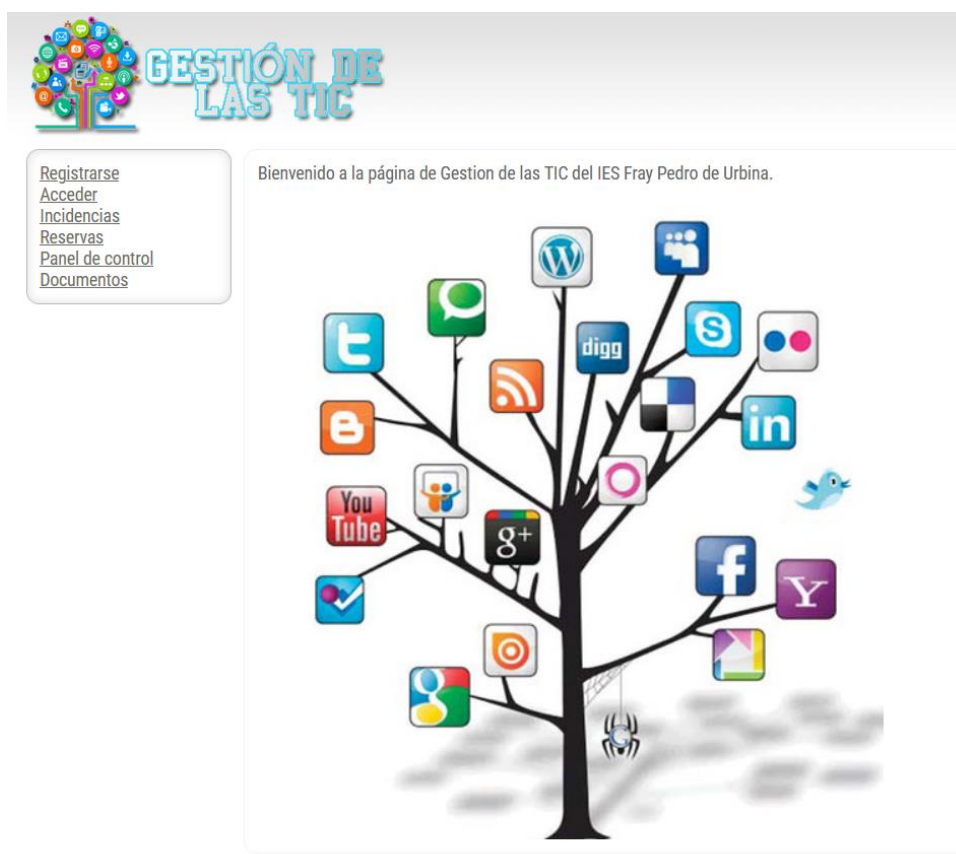 GESTIÓN DE
LAS TIC
Registrarse
Acceder
Incidencias
Reservas
Panel de control
Documentos
Bienvenido a la página de Gestion de las TIC del IES Fray Pedro de Urbina.
digg
in
You
Tube
g+
f
Y
g
G